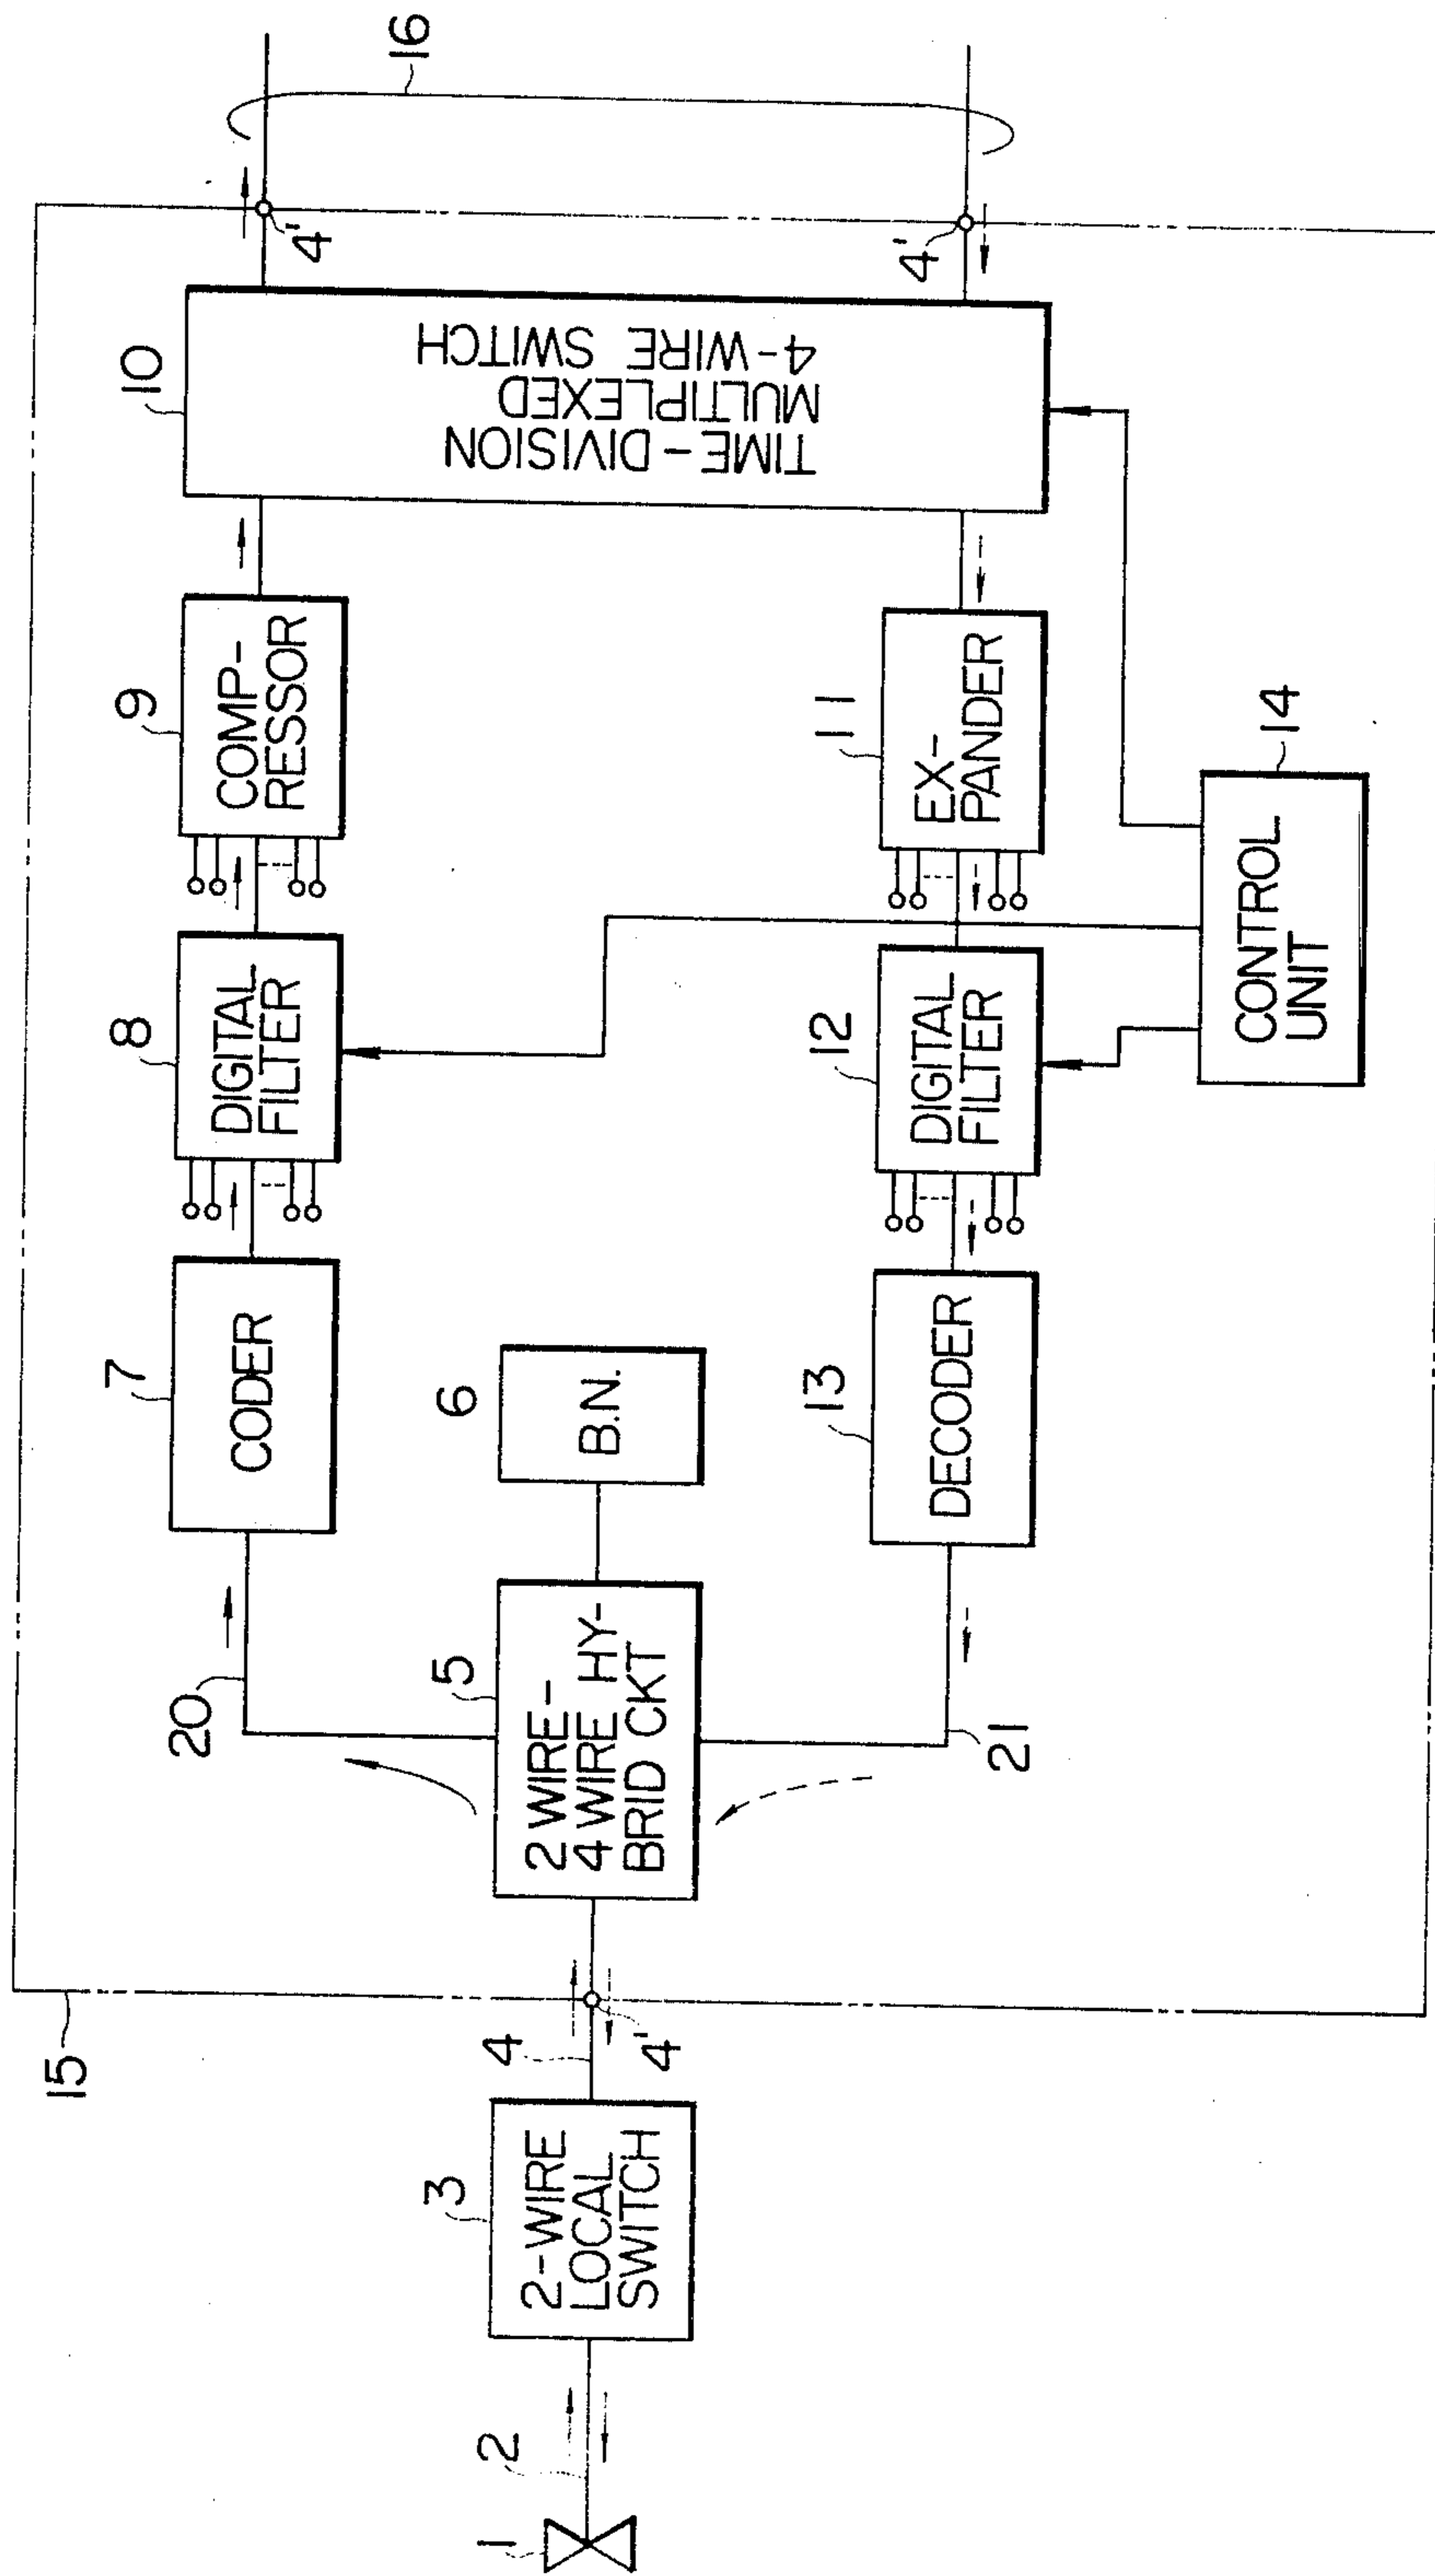 15
16
20
7
CODER
8
DIGITAL
FILTER
9
COMP-
RESSOR
10
TIME-DIVISION
MULTIPLEXED
4-WIRE SWITCH
4'
1
2
3
2-WIRE
LOCAL
SWITCH
4
4'
5
2 WIRE-
4 WIRE HY-
BRID CKT
6
B.N.
21
13
DECODER
12
DIGITAL
FILTER
11
EX-
PANDER
4'
14
CONTROL
UNIT